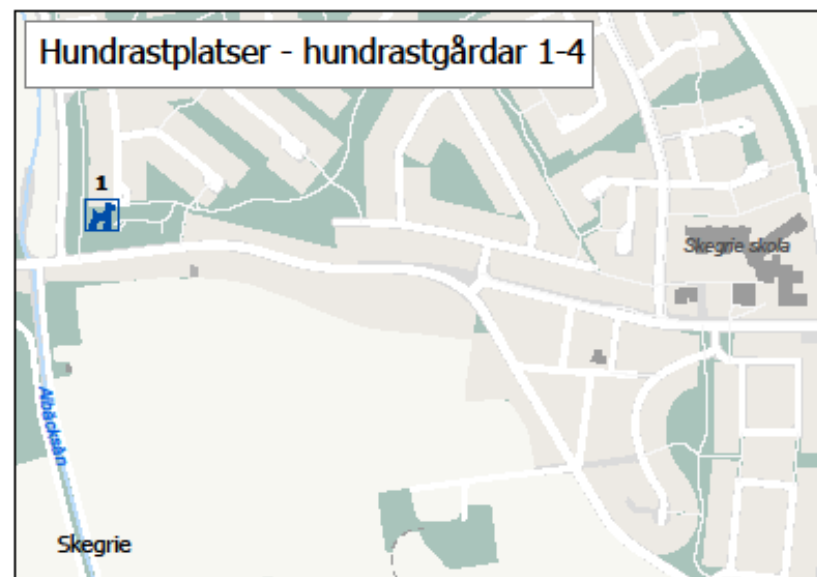 Hundrastplatser - hundrastgårdar 1-4
1
Skegrie skola
Albäcksån
Skegrie